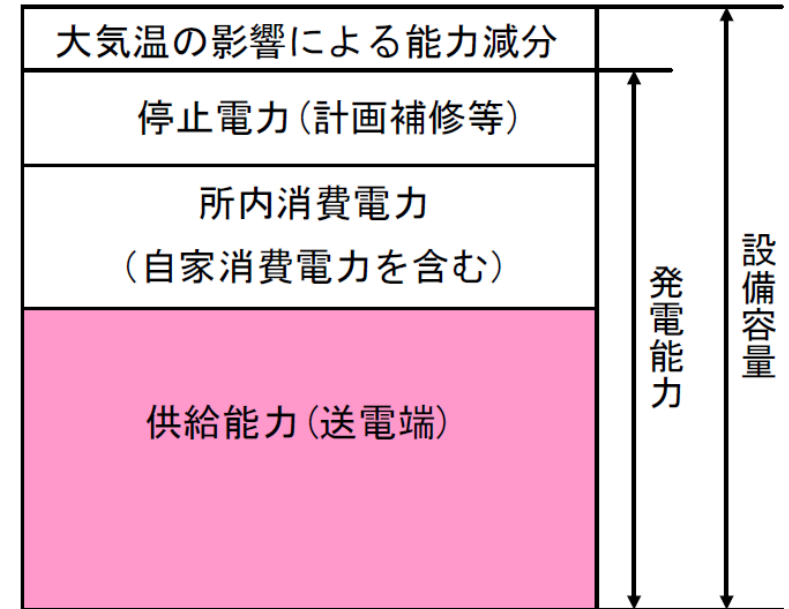 大気温の影響による能力減分
停止電力(計画補修等)
所内消費電力
(自家消費電力を含む)
供給能力(送電端)
発電能力
設備容量